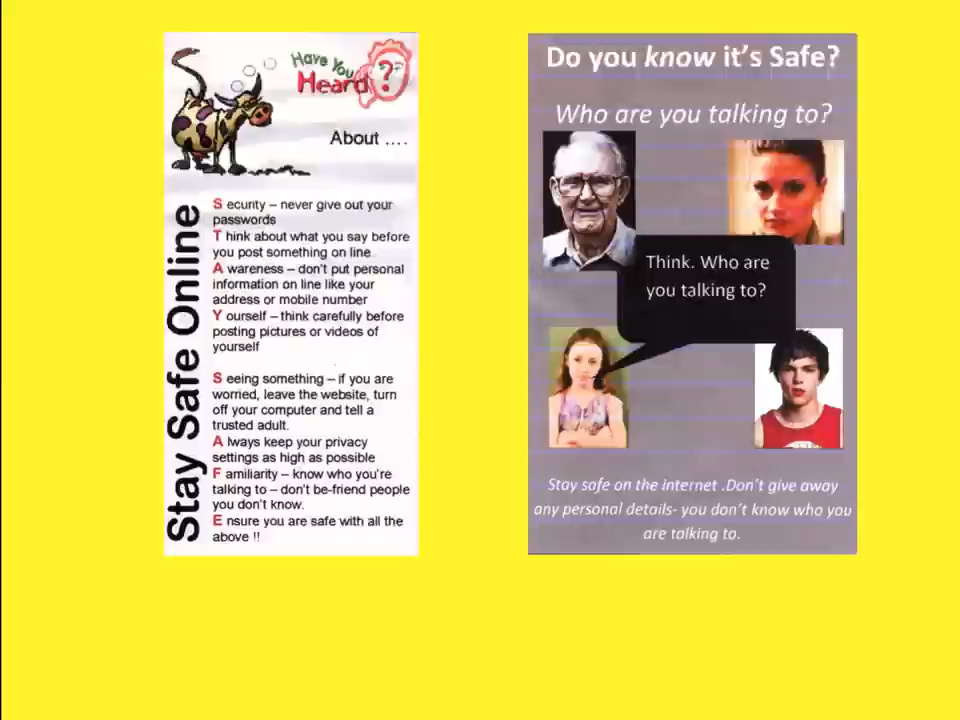 Have You
Heard
?
About ....
Stay Safe Online
S ecurity – never give out your
passwords
T hink about what you say before
you post something on line
A wareness – don't put personal
information on line like your
address or mobile number
Y ourself – think carefully before
posting pictures or videos of
yourself
S eeing something – if you are
worried, leave the website, turn
off your computer and tell a
trusted adult.
A lways keep your privacy
settings as high as possible
F amiliarity – know who you're
talking to – don't be-friend people
you don't know.
E nsure you are safe with all the
above !!
Do you know it's Safe?
Who are you talking to?
Think. Who are
you talking to?
Stay safe on the internet .Don't give away
any personal details- you don't know who you
are talking to.